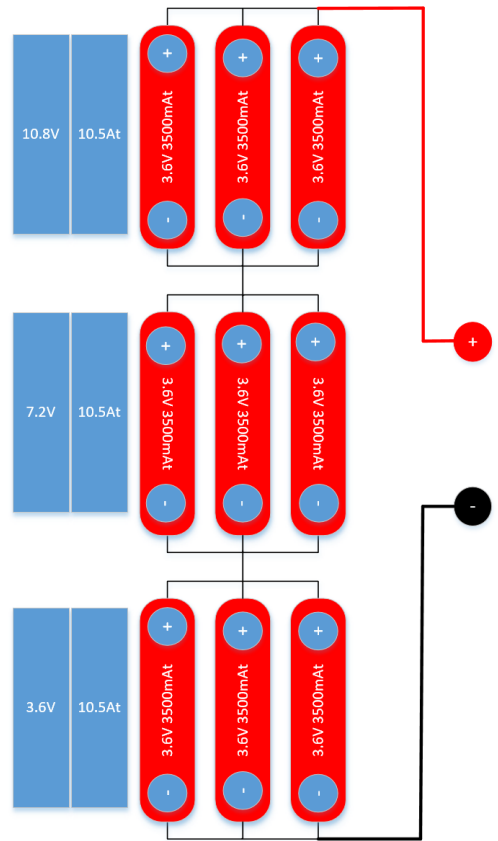 + + +
10.8V 10.5At 3.6V 3500mAt 3.6V 3500mAt 3.6V 3500mAt
- - -
+ + + +
7.2V 10.5At 3.6V 3500mAt 3.6V 3500mAt 3.6V 3500mAt
- - - -
+ + +
3.6V 10.5At 3.6V 3500mAt 3.6V 3500mAt 3.6V 3500mAt
- - -